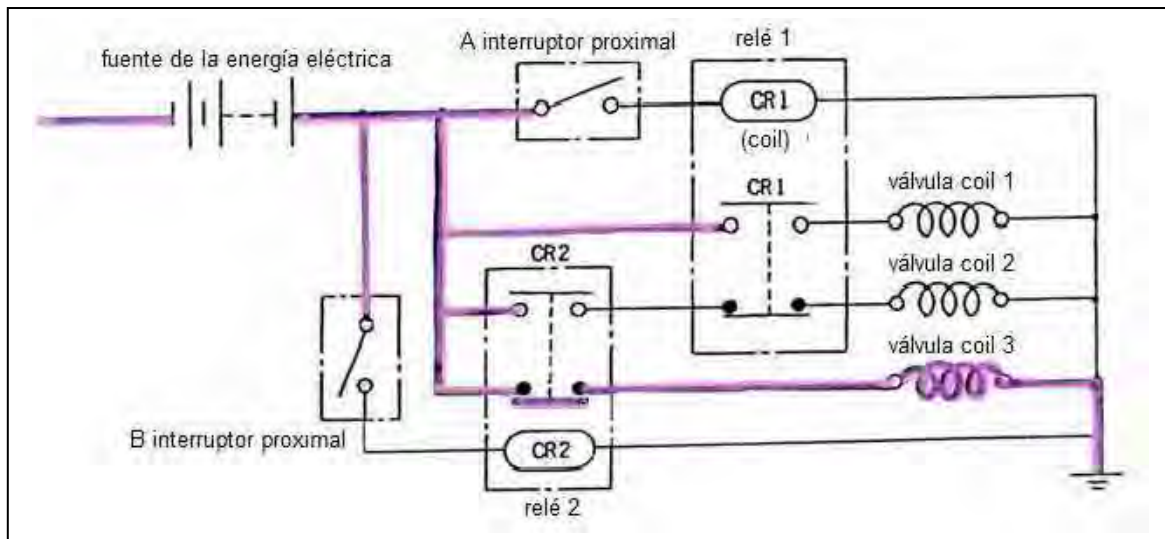 A interruptor proximal
relé 1
fuente de la energía eléctrica
CR1
(coil)
CR1
válvula coil 1
CR2
válvula coil 2
válvula coil 3
B interruptor proximal
CR2
relé 2